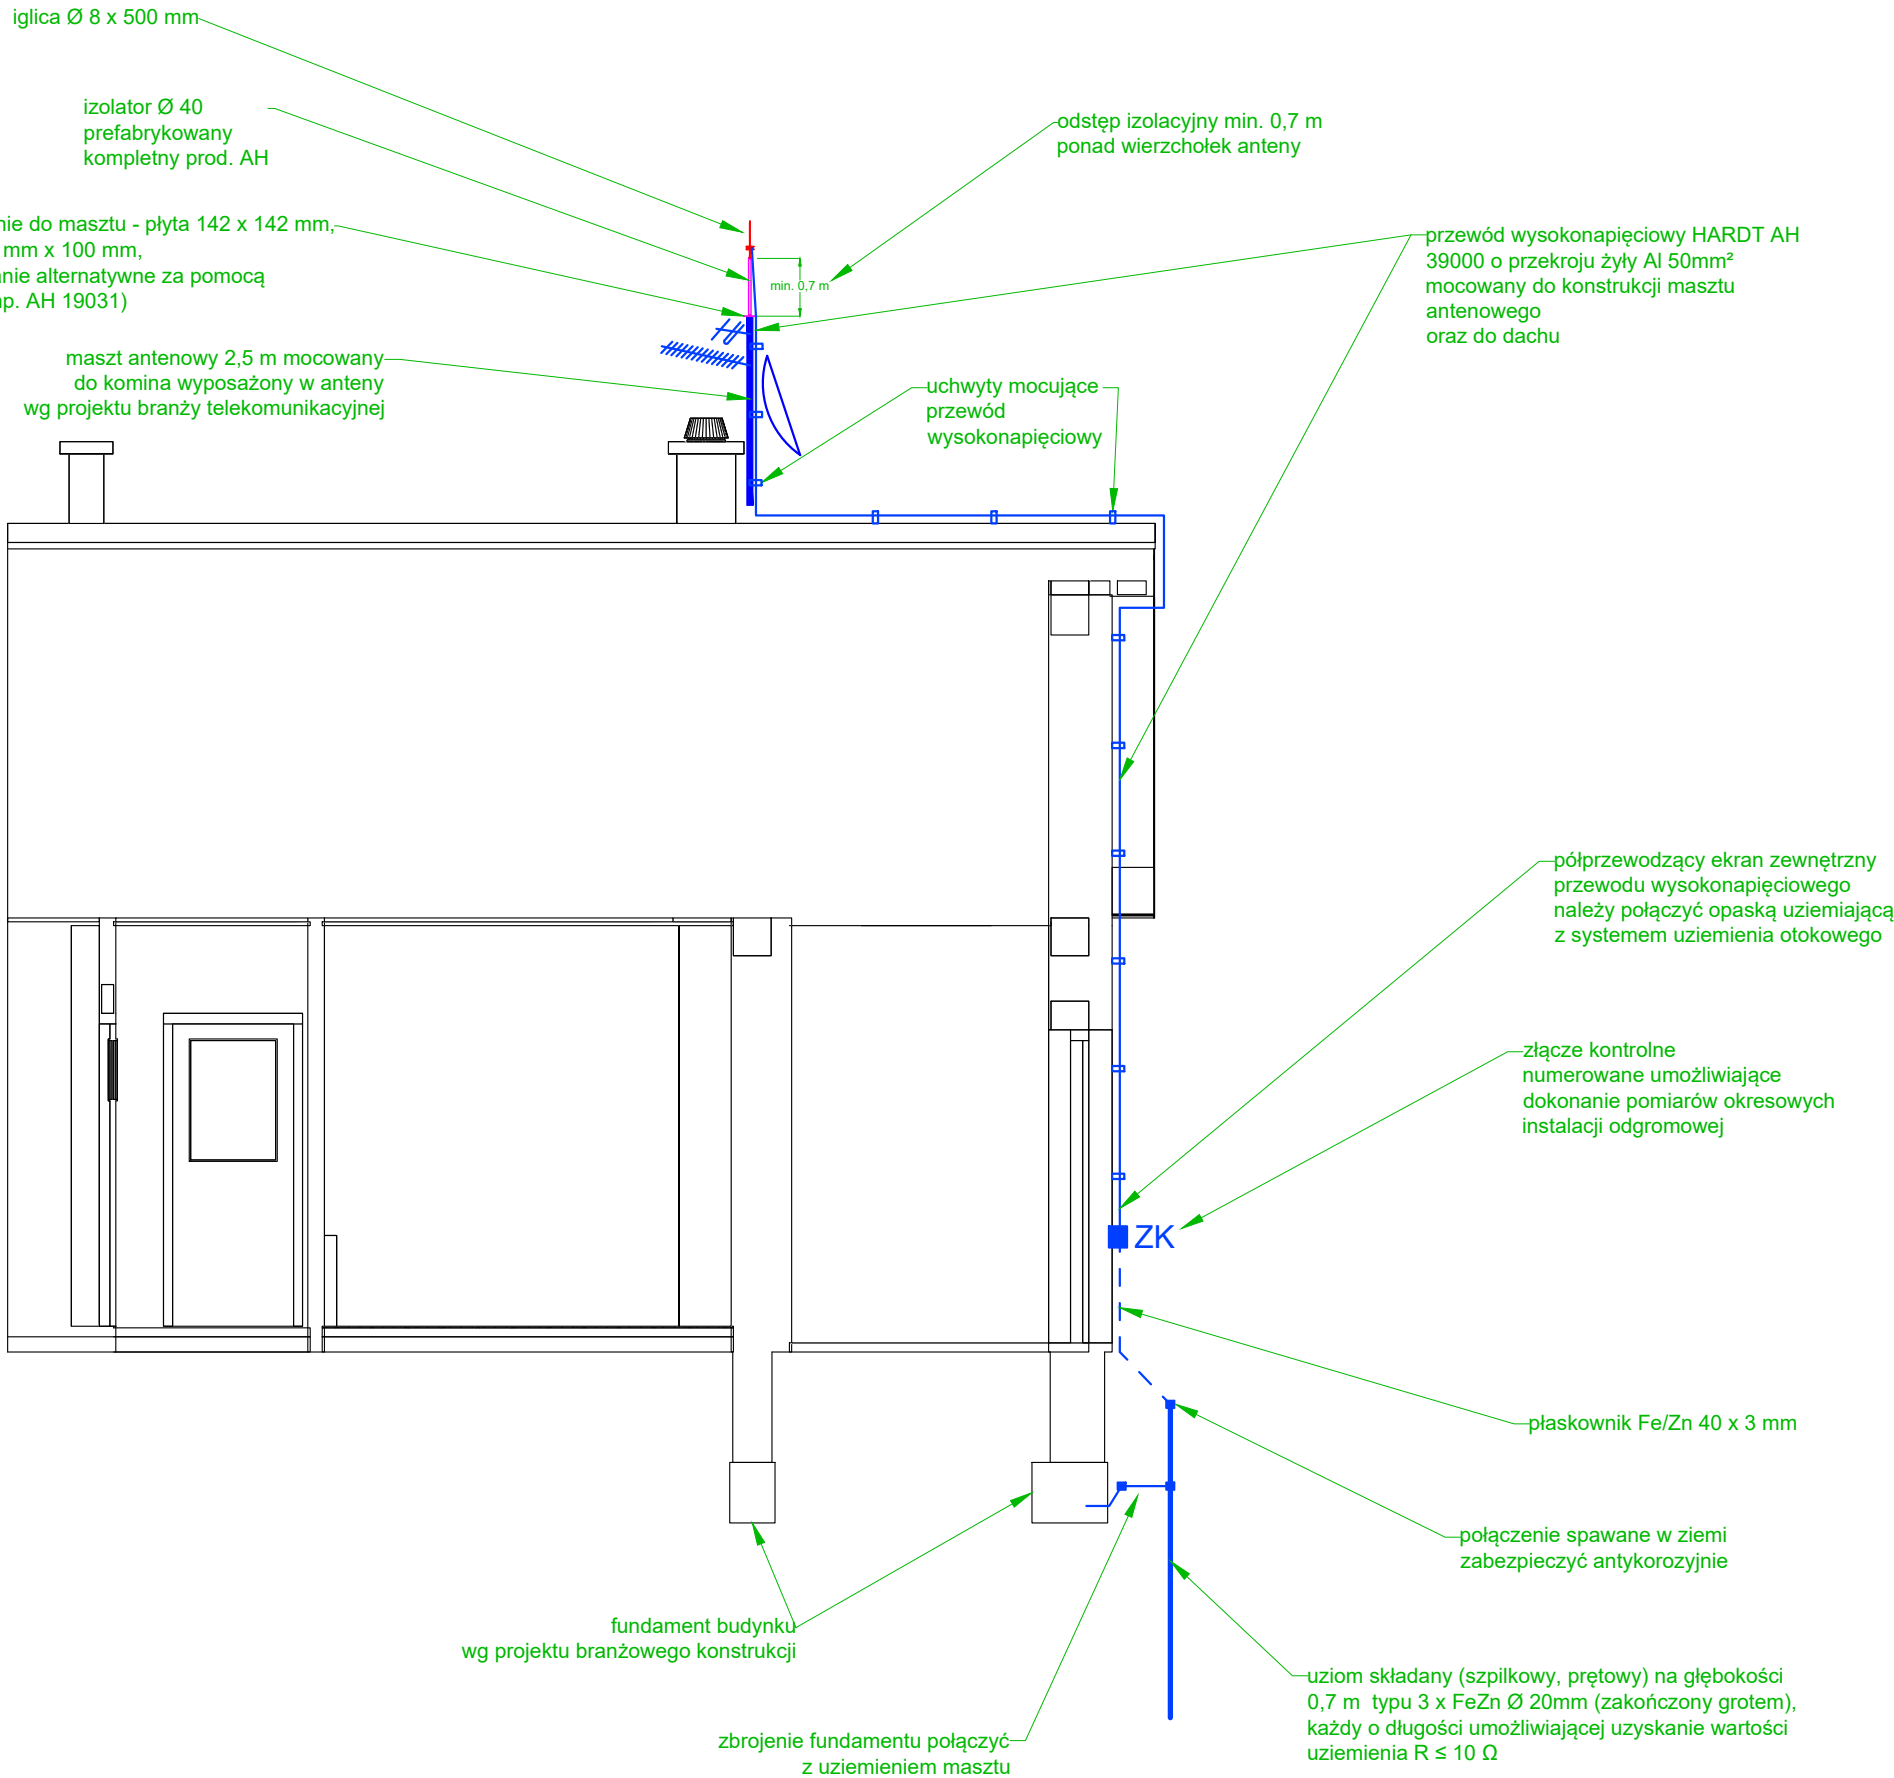 iglica Ø 8 x 500 mm
izolator Ø 40
prefabrykowany
kompletny prod. AH
odstęp izolacyjny min. 0,7 m
ponad wierzchołek anteny
nie do masztu - płyta 142 x 142 mm,
mm x 100 mm,
nie alternatywne za pomocą
np. AH 19031)
min. 0,7 m
przewód wysokonapięciowy HARDT AH
39000 o przekroju żyły Al 50mm²
mocowany do konstrukcji masztu
antenowego
oraz do dachu
maszt antenowy 2,5 m mocowany
do komina wyposażony w anteny
wg projektu branży telekomunikacyjnej
uchwyty mocujące
przewód
wysokonapięciowy
półprzewodzący ekran zewnętrzny
przewodu wysokonapięciowego
należy połączyć opaską uziemiającą
z systemem uziemienia otokowego
złącze kontrolne
numerowane umożliwiające
dokonanie pomiarów okresowych
instalacji odgromowej
ZK
płaskownik Fe/Zn 40 x 3 mm
połączenie spawane w ziemi
zabezpieczyć antykorozyjnie
fundament budynku
wg projektu branżowego konstrukcji
uziom składany (szpilkowy, prętowy) na głębokości
0,7 m typu 3 x FeZn Ø 20mm (zakończony grotem),
każdy o długości umożliwiającej uzyskanie wartości
uziemienia R ≤ 10 Ω
zbrojenie fundamentu połączyć
z uziemieniem masztu